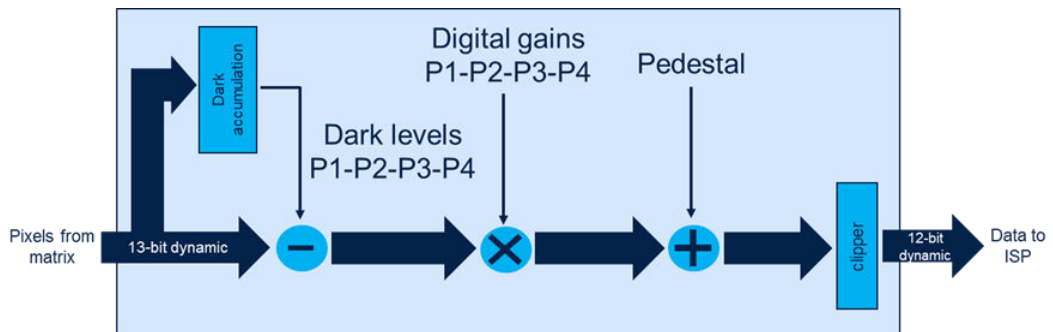 Digital gains
P1-P2-P3-P4
Pedestal
Dark
accumulation
Dark levels
P1-P2-P3-P4
Pixels from
matrix
13-bit dynamic
clipper
12-bit
dynamic
Data to
ISP